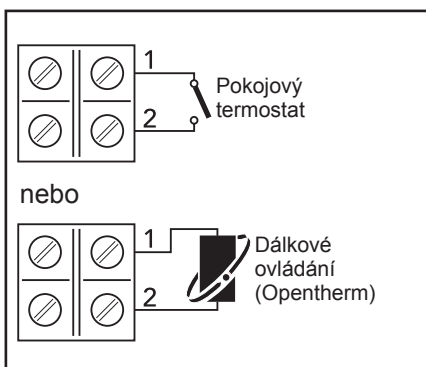 1
Pokojový
termostat
2
nebo
1
Dálkové
ovládání
2
(Opentherm)